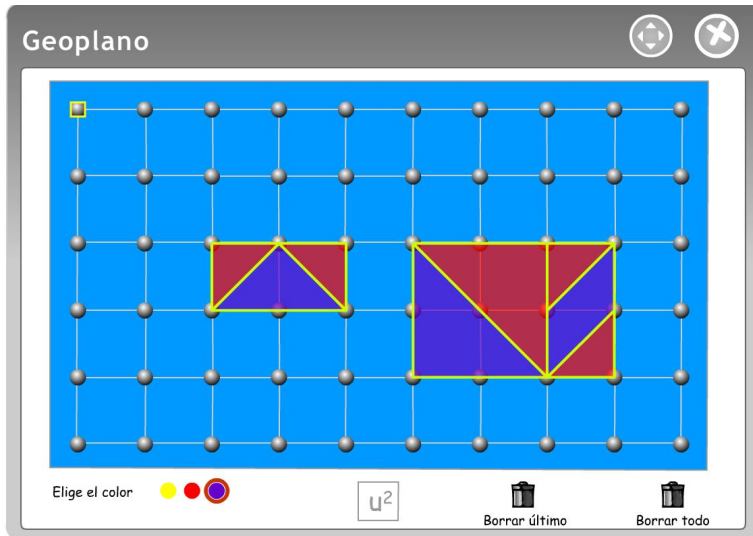 Geoplano
Elige el color
u²
Borrar último
Borrar todo